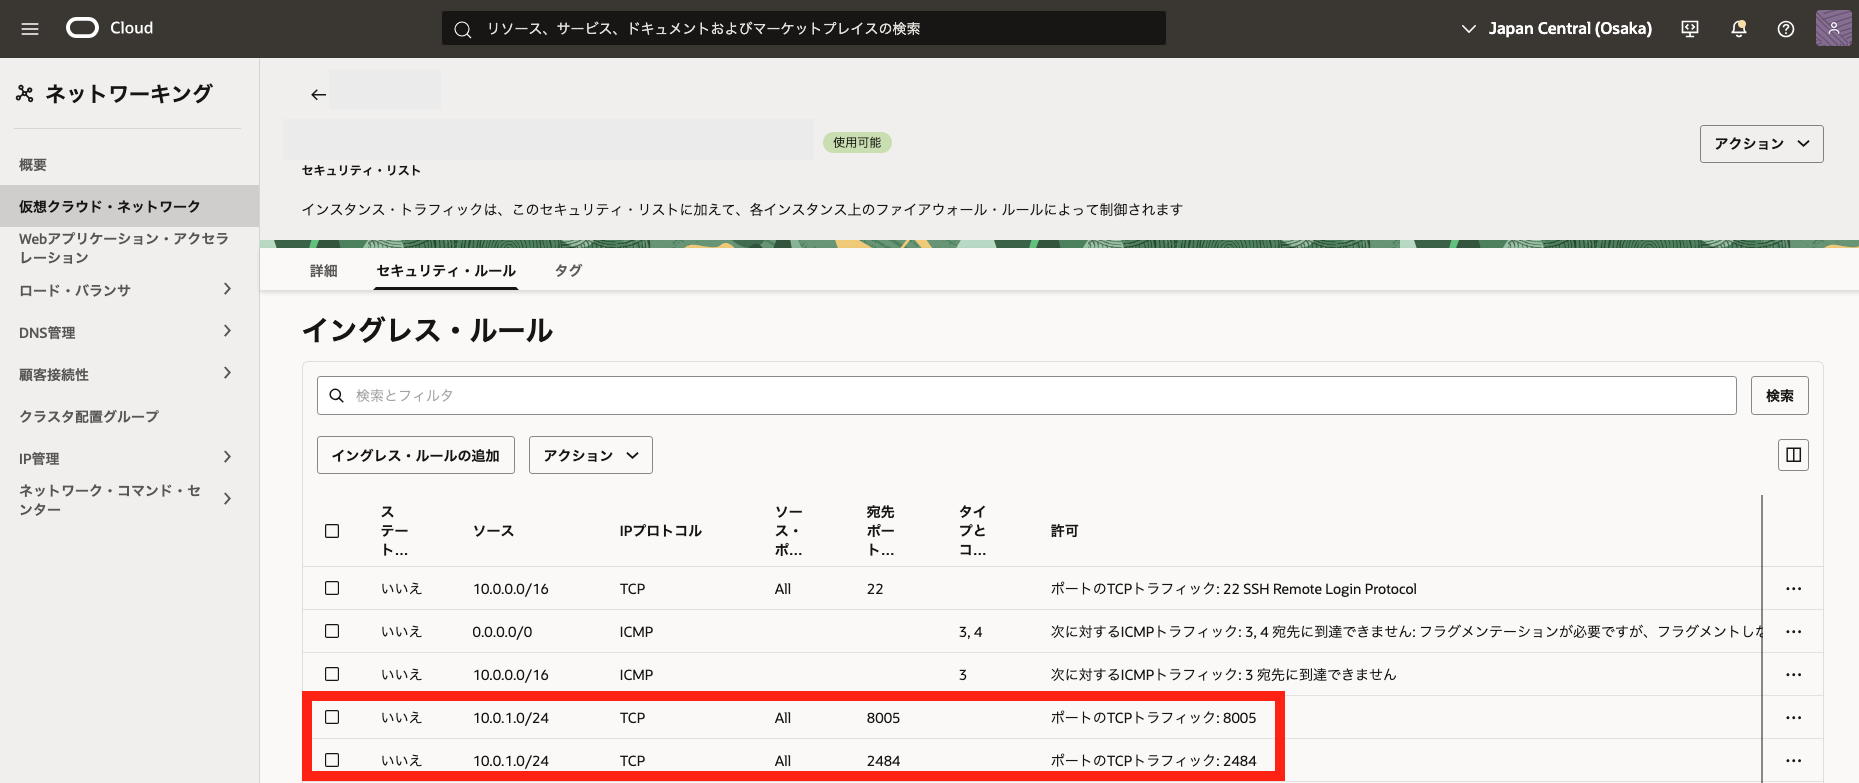 Cloud
リソース、サービス、ドキュメントおよびマーケットプレイスの検索
Japan Central (Osaka)
ネットワーキング
概要
仮想クラウド・ネットワーク
Webアプリケーション・アクセラ
レーション
ロード・バランサ
DNS管理
顧客接続性
クラスタ配置グループ
IP管理
ネットワーク・コマンド・セ
ンター
使用可能
アクション
セキュリティ・リスト
インスタンス・トラフィックは、このセキュリティ・リストに加えて、各インスタンス上のファイアウォール・ルールによって制御されます
詳細 セキュリティ・ルール タグ
イングレス・ルール
検索とフィルタ
検索
イングレス・ルールの追加 アクション
ス
テー
ト...
ソース
IPプロトコル
ソー
ス・
ポ...
宛先
ポー
ト...
タイ
プと
コ...
許可
いいえ 10.0.0.0/16 TCP All 22 ポートのTCPトラフィック: 22 SSH Remote Login Protocol
いいえ 0.0.0.0/0 ICMP 3, 4 次に対するICMPトラフィック: 3, 4 宛先に到達できません: フラグメンテーションが必要ですが、フラグメントしな
いいえ 10.0.0.0/16 ICMP 3 次に対するICMPトラフィック: 3 宛先に到達できません
いいえ 10.0.1.0/24 TCP All 8005 ポートのTCPトラフィック: 8005
いいえ 10.0.1.0/24 TCP All 2484 ポートのTCPトラフィック: 2484